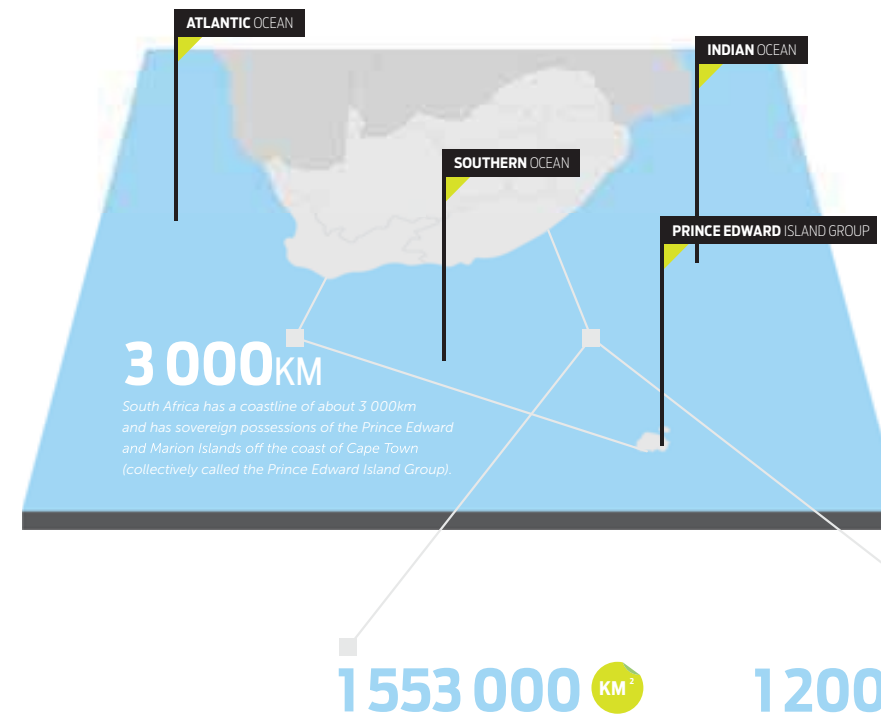 ATLANTIC OCEAN
INDIAN OCEAN
SOUTHERN OCEAN
PRINCE EDWARD ISLAND GROUP
3 000KM
South Africa has a coastline of about 3 000km
and has sovereign possessions of the Prince Edward
and Marion Islands off the coast of Cape Town
(collectively called the Prince Edward Island Group).
1 553 000 KM²
1 200